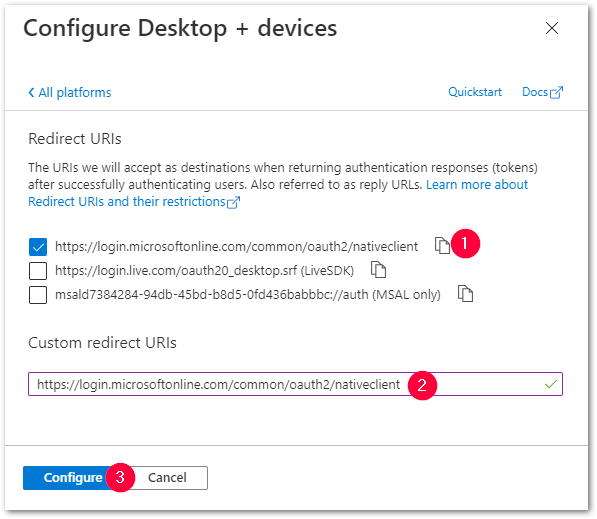 Configure Desktop + devices
All platforms
Quickstart
Docs
Redirect URIs
The URIs we will accept as destinations when returning authentication responses (tokens)
after successfully authenticating users. Also referred to as reply URLs. Learn more about
Redirect URIs and their restrictions
https://login.microsoftonline.com/common/oauth2/nativeclient 1
https://login.live.com/oauth20_desktop.srf (LiveSDK)
msald7384284-94db-45bd-b8d5-0fd436babbbc://auth (MSAL only)
Custom redirect URIs
https://login.microsoftonline.com/common/oauth2/nativeclient 2
Configure 3 Cancel